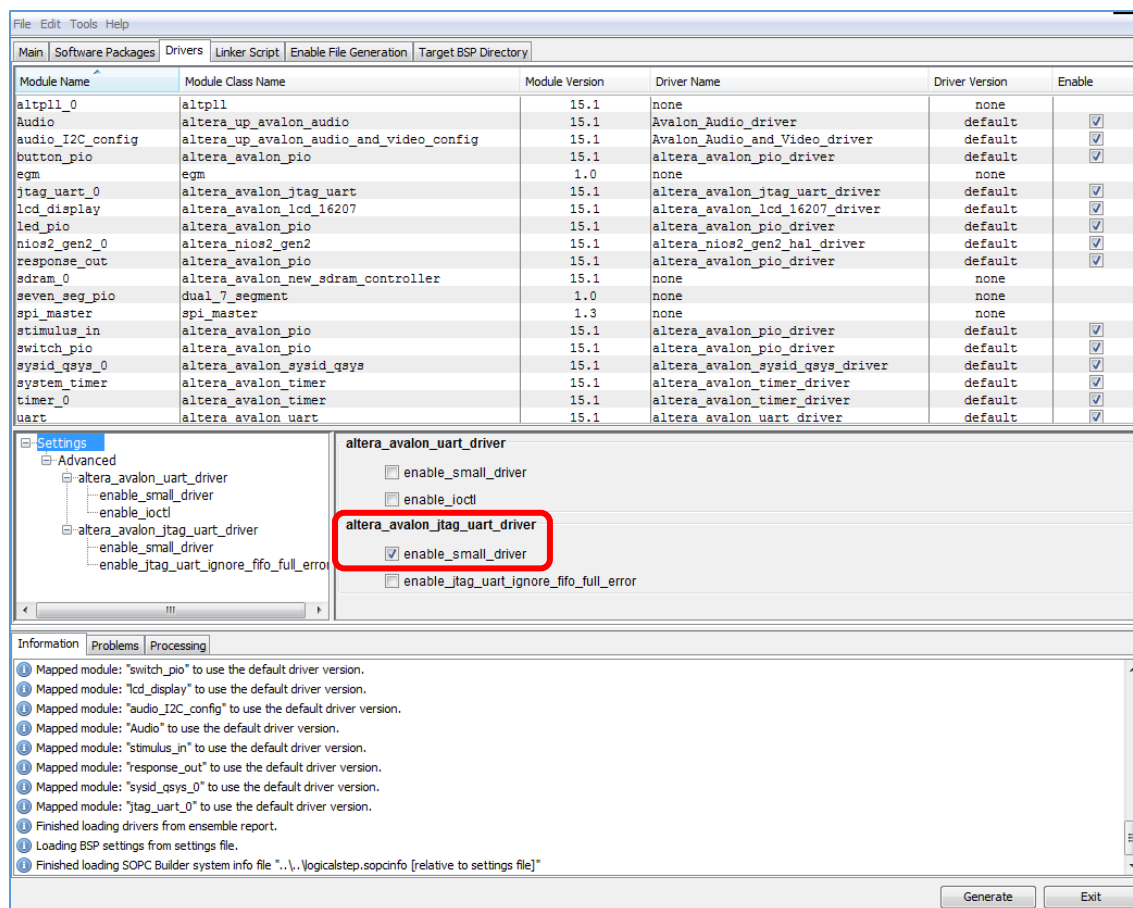 File Edit Tools Help
Main Software Packages Drivers Linker Script Enable File Generation Target BSP Directory
Module Name Module Class Name Module Version Driver Name Driver Version Enable
altpll_0 altpll 15.1 none none
Audio altera_up_avalon_audio 15.1 Avalon_Audio_driver default
audio_I2C_config altera_up_avalon_audio_and_video_config 15.1 Avalon_Audio_and_Video_driver default
button_pio altera_avalon_pio 15.1 altera_avalon_pio_driver default
egm egm 1.0 none none
jtag_uart_0 altera_avalon_jtag_uart 15.1 altera_avalon_jtag_uart_driver default
lcd_display altera_avalon_lcd_16207 15.1 altera_avalon_lcd_16207_driver default
led_pio altera_avalon_pio 15.1 altera_avalon_pio_driver default
nios2_gen2_0 altera_nios2_gen2 15.1 altera_nios2_gen2_hal_driver default
response_out altera_avalon_pio 15.1 altera_avalon_pio_driver default
sdram_0 altera_avalon_new_sdram_controller 15.1 none none
seven_seg_pio dual_7_segment 1.0 none none
spi_master spi_master 1.3 none none
stimulus_in altera_avalon_pio 15.1 altera_avalon_pio_driver default
switch_pio altera_avalon_pio 15.1 altera_avalon_pio_driver default
sysid_qsys_0 altera_avalon_sysid_qsys 15.1 altera_avalon_sysid_qsys_driver default
system_timer altera_avalon_timer 15.1 altera_avalon_timer_driver default
timer_0 altera_avalon_timer 15.1 altera_avalon_timer_driver default
uart altera_avalon_uart 15.1 altera_avalon_uart_driver default
Settings
Advanced
altera_avalon_uart_driver
enable_small_driver
enable_ioctl
altera_avalon_jtag_uart_driver
enable_small_driver
enable_jtag_uart_ignore_fifo_full_error
altera_avalon_uart_driver
enable_small_driver
enable_ioctl
altera_avalon_jtag_uart_driver
enable_small_driver
enable_jtag_uart_ignore_fifo_full_error
Information Problems Processing
Mapped module: "switch_pio" to use the default driver version.
Mapped module: "lcd_display" to use the default driver version.
Mapped module: "audio_I2C_config" to use the default driver version.
Mapped module: "Audio" to use the default driver version.
Mapped module: "stimulus_in" to use the default driver version.
Mapped module: "response_out" to use the default driver version.
Mapped module: "sysid_qsys_0" to use the default driver version.
Mapped module: "jtag_uart_0" to use the default driver version.
Finished loading drivers from ensemble report.
Loading BSP settings from settings file.
Finished loading SOPC Builder system info file "..\..\logicalstep.sopcinfo [relative to settings file]"
Generate Exit